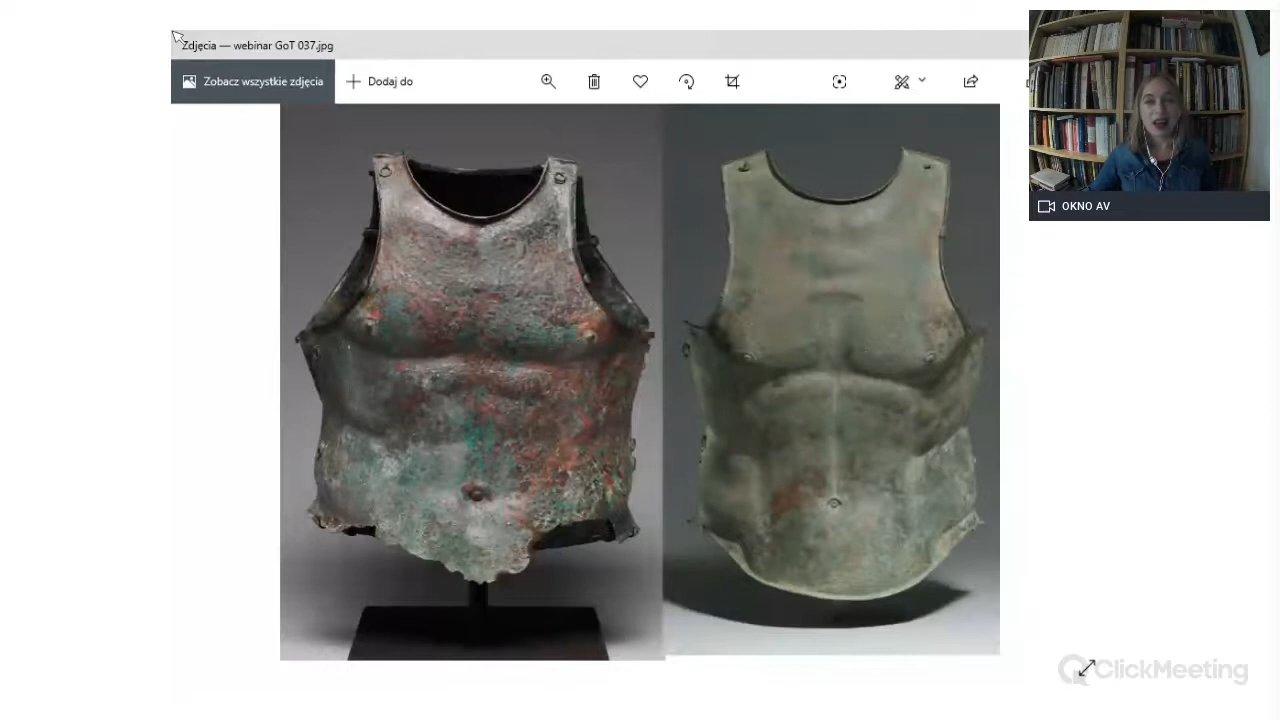 Zdjęcia — webinar GoT 037.jpg
Zobacz wszystkie zdjęcia
Dodaj do
OKNO AV
ClickMeeting